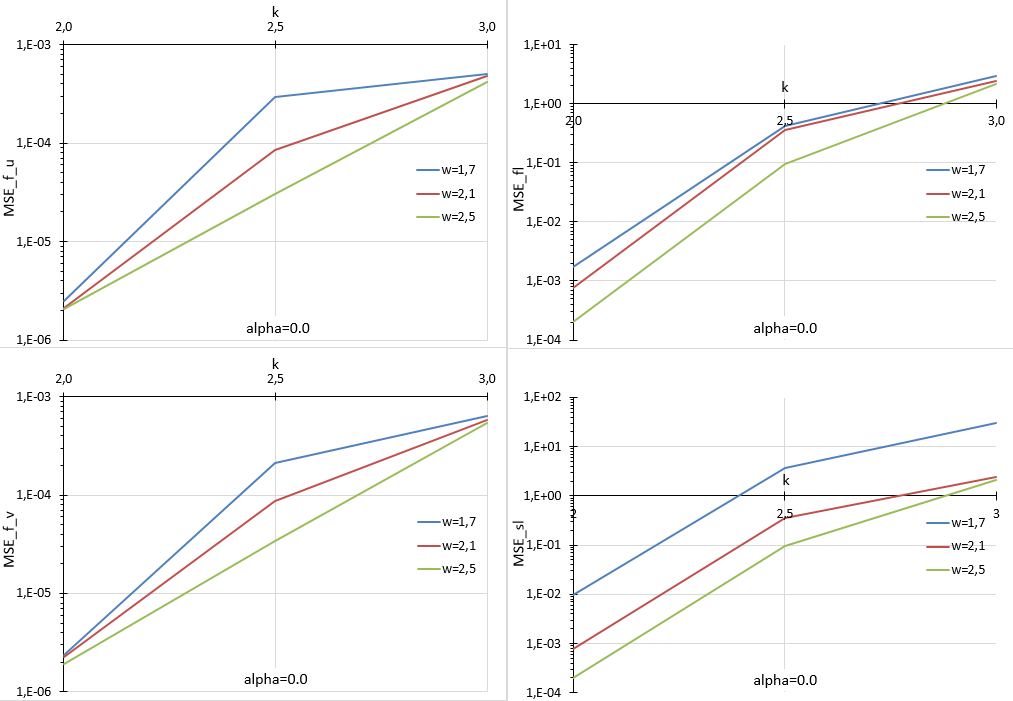 k
2,0 2,5 3,0
1,E-03
1,E-04
1,E-05
1,E-06
MSE_f_u
w=1,7
w=2,1
w=2,5
alpha=0.0
1,E+01
1,E+00
1,E-01
1,E-02
1,E-03
1,E-04
k
2,0 2,5 3,0
MSE_fl
w=1,7
w=2,1
w=2,5
alpha=0.0
k
2,0 2,5 3,0
1,E-03
1,E-04
1,E-05
1,E-06
MSE_f_v
w=1,7
w=2,1
w=2,5
alpha=0.0
1,E+02
1,E+01
1,E+00
1,E-01
1,E-02
1,E-03
1,E-04
k
2 2,5 3
MSE_sl
w=1,7
w=2,1
w=2,5
alpha=0.0